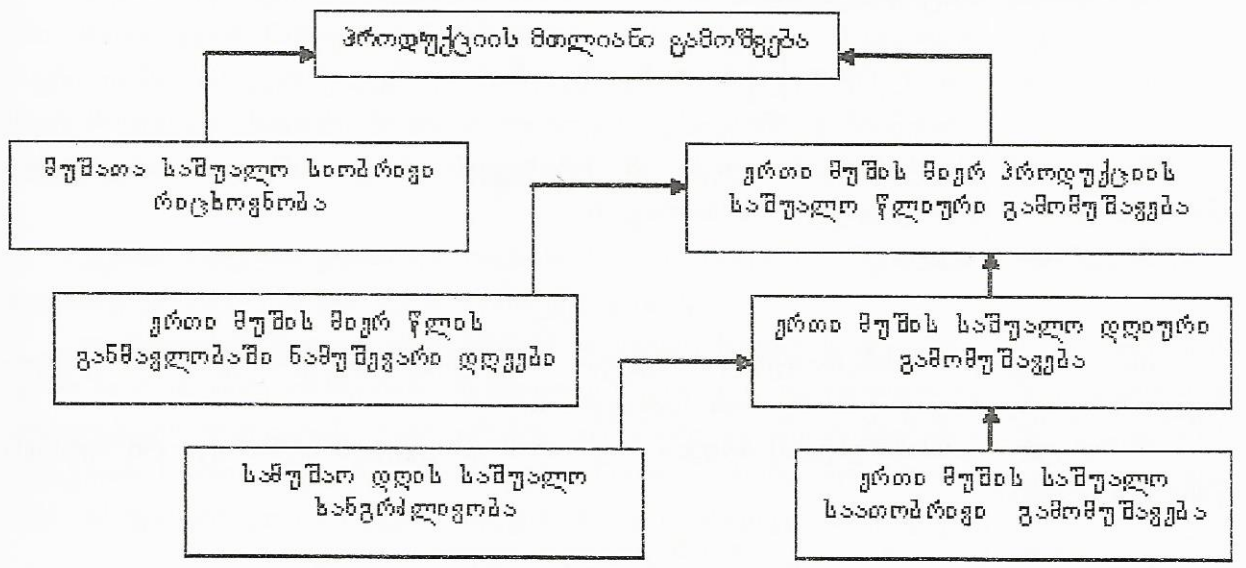 პროდუქციის მთლიანი გამოშვება
მუშათა საშუალო სიობრივი
რიცხოვნობა
ერთი მუშის მიერ პროდუქციის
საშუალო წლიური გამომუშავება
ერთი მუშის მიერ წლის
განმავლობაში ნამუშევარი დღეები
ერთი მუშის საშუალო დღიური
გამომუშავება
სამუშაო დღის საშუალო
ხანგრძლივობა
ერთი მუშის საშუალო
საათობრივი გამომუშავება